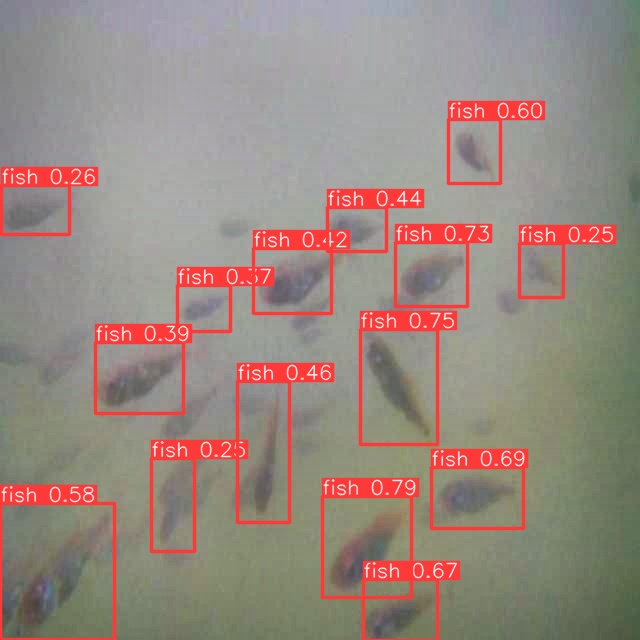 fish 0.60
fish 0.26
fish 0.44
fish 0.42
fish 0.73
fish 0.25
fish 0.37
fish 0.75
fish 0.39
fish 0.46
fish 0.25
fish 0.69
fish 0.58
fish 0.79
fish 0.67